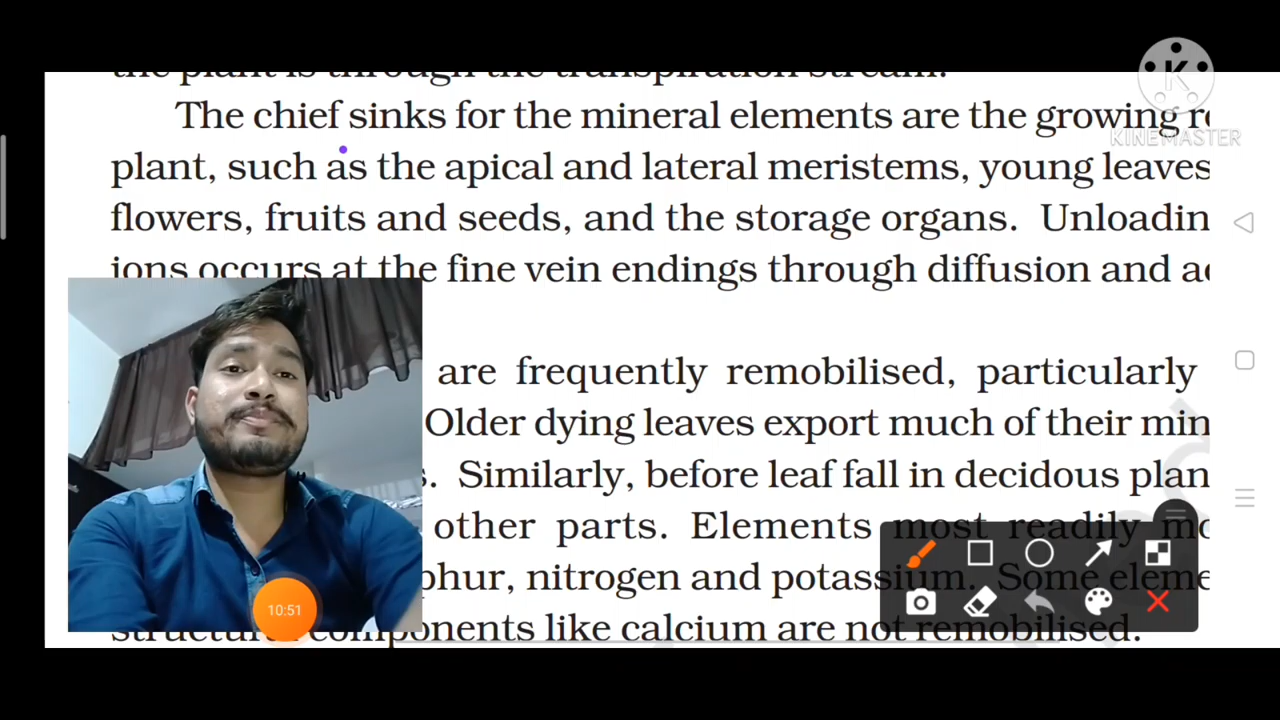 The chief sinks for the mineral elements are the growing
plant, such as the apical and lateral meristems, young leaves
flowers, fruits and seeds, and the storage organs. Unloadin
ions occurs at the fine vein endings through diffusion and
are frequently remobilised, particularly
Older dying leaves export much of their min
s. Similarly, before leaf fall in decidous plan
other parts. Elements most readily mo
phur, nitrogen and potassium. Some eleme
components like calcium are not remobilised.
K
KINEMASTER
10:51